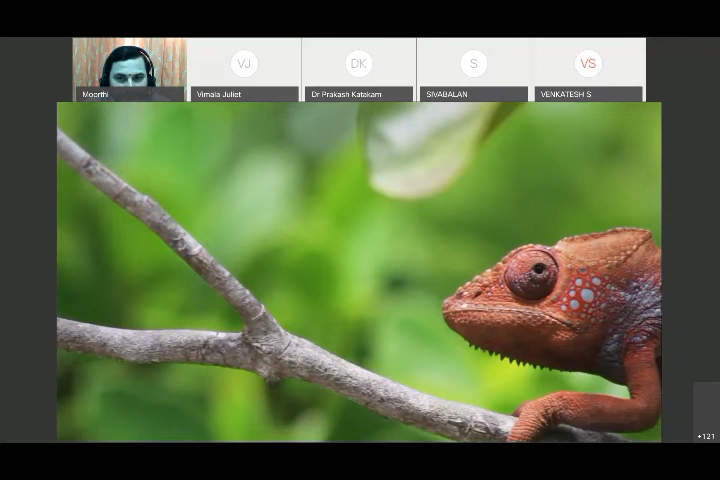 VJ
DK
S
VS
Moorthi
Vimala Juliet
Dr Prakash Katakam
SIVABALAN
VENKATESH S
+121